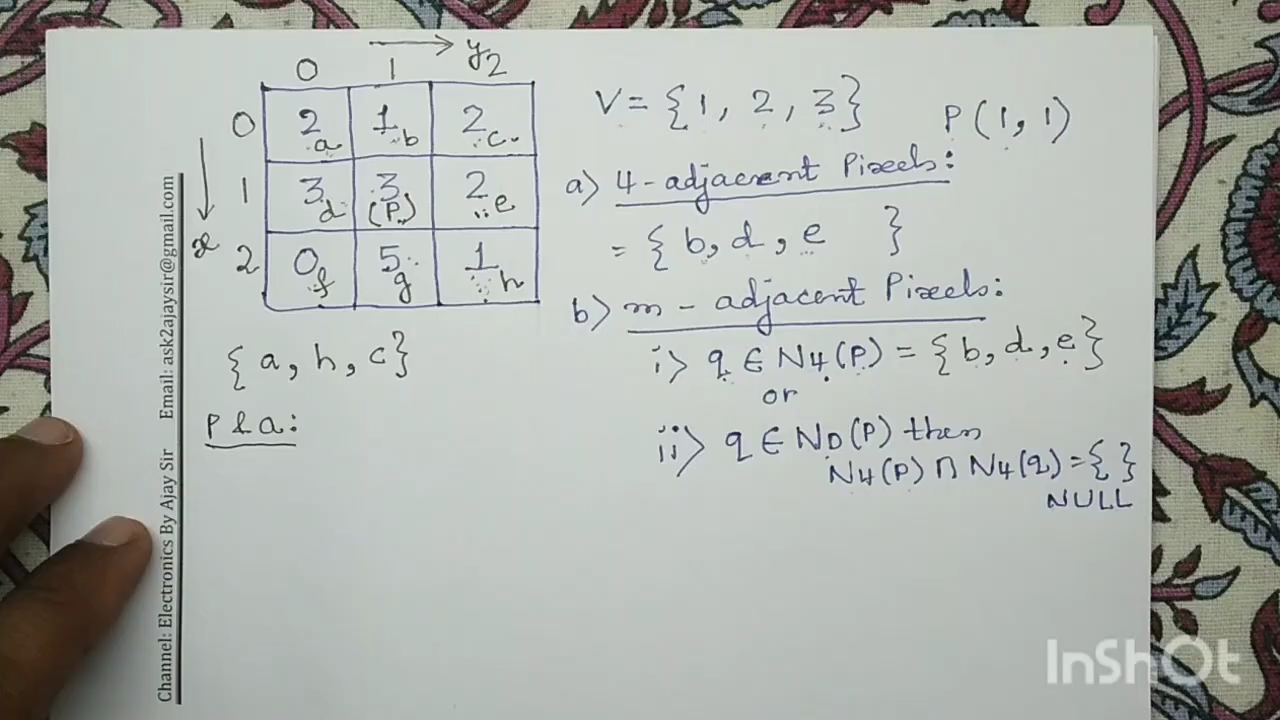 → y
0 1 2
0 2 a 1 b 2 c
1 3 d 3 (P) 2 e
x 2 0 f 5 g 1 h
{a, h, c}
P & a:
V = {1, 2, 3} P(1, 1)
a) 4-adjacent Pixels:
= {b, d, e }
b) m-adjacent Pixels:
i) q ∈ N4(P) = {b, d, e}
or
ii) q ∈ ND(P) then
N4(P) ∩ N4(q) = { }
NULL
Channel: Electronics By Ajay Sir Email: ask2ajaysir@gmail.com
InShOt